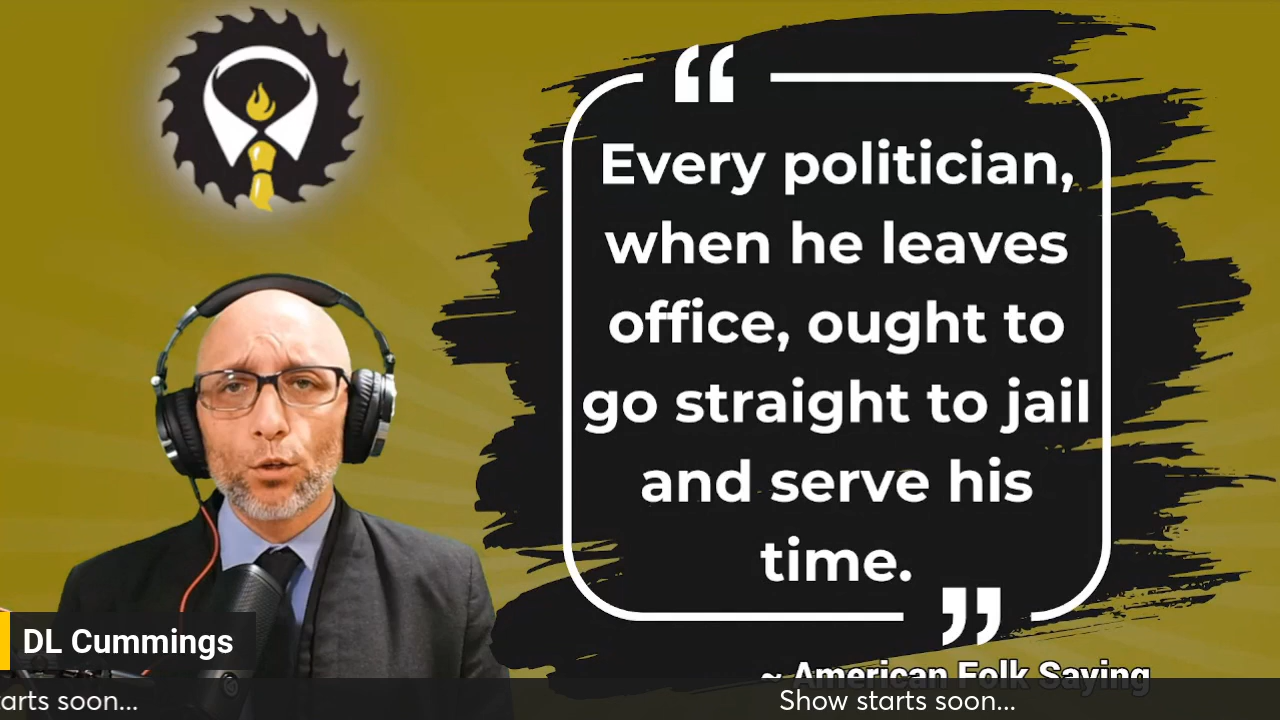 “
Every politician,
when he leaves
office, ought to
go straight to jail
and serve his
time.
”
~ American Folk Saying
DL Cummings
arts soon...
Show starts soon...